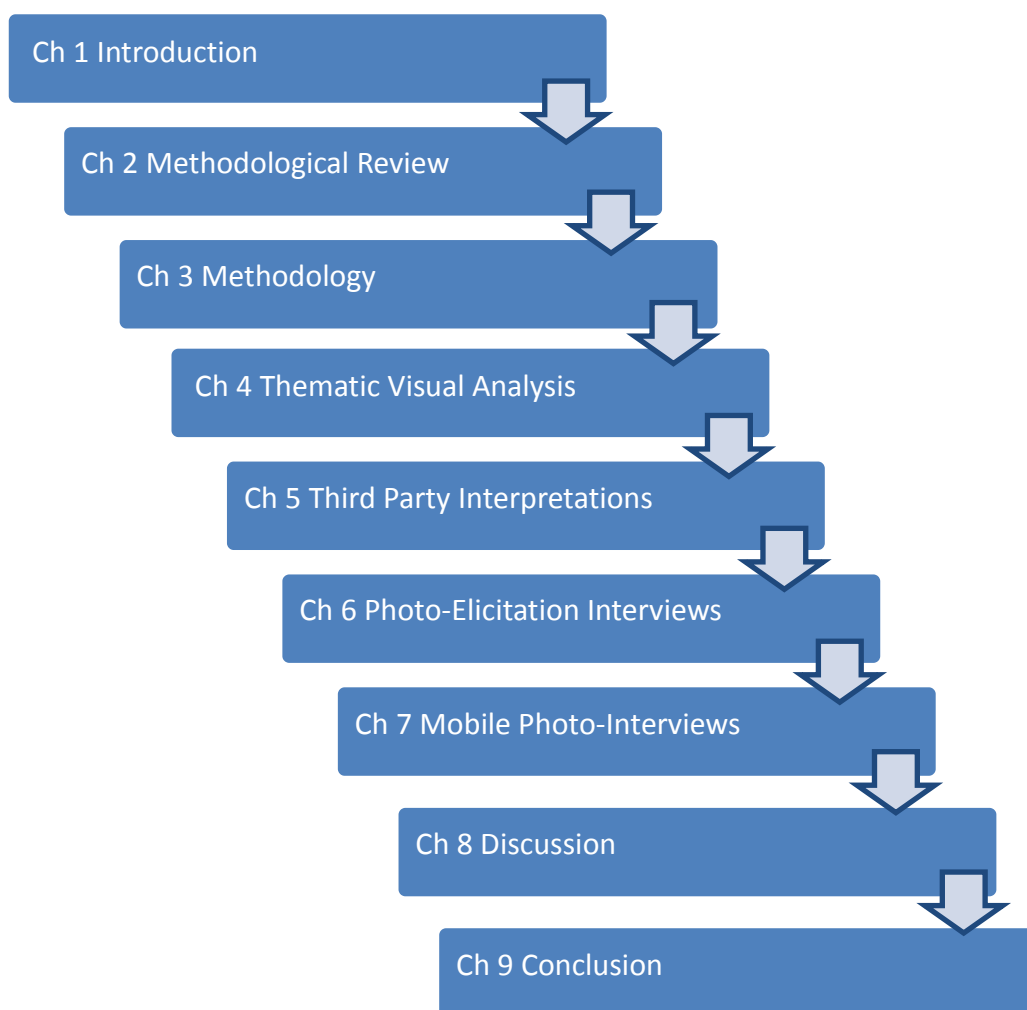 Ch 1 Introduction
Ch 2 Methodological Review
Ch 3 Methodology
Ch 4 Thematic Visual Analysis
Ch 5 Third Party Interpretations
Ch 6 Photo-Elicitation Interviews
Ch 7 Mobile Photo-Interviews
Ch 8 Discussion
Ch 9 Conclusion